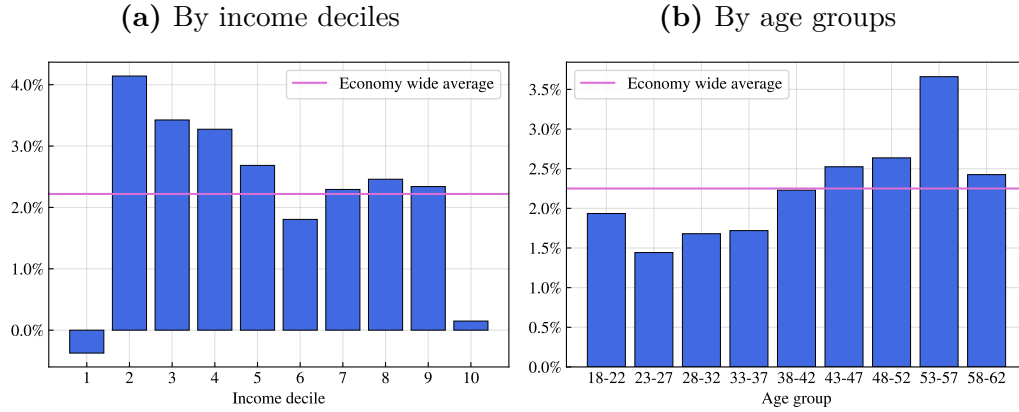 (a) By income deciles
4.0%
3.0%
2.0%
1.0%
0.0%
Economy wide average
1 2 3 4 5 6 7 8 9 10
Income decile
(b) By age groups
3.5%
3.0%
2.5%
2.0%
1.5%
1.0%
0.5%
0.0%
Economy wide average
18-22 23-27 28-32 33-37 38-42 43-47 48-52 53-57 58-62
Age group